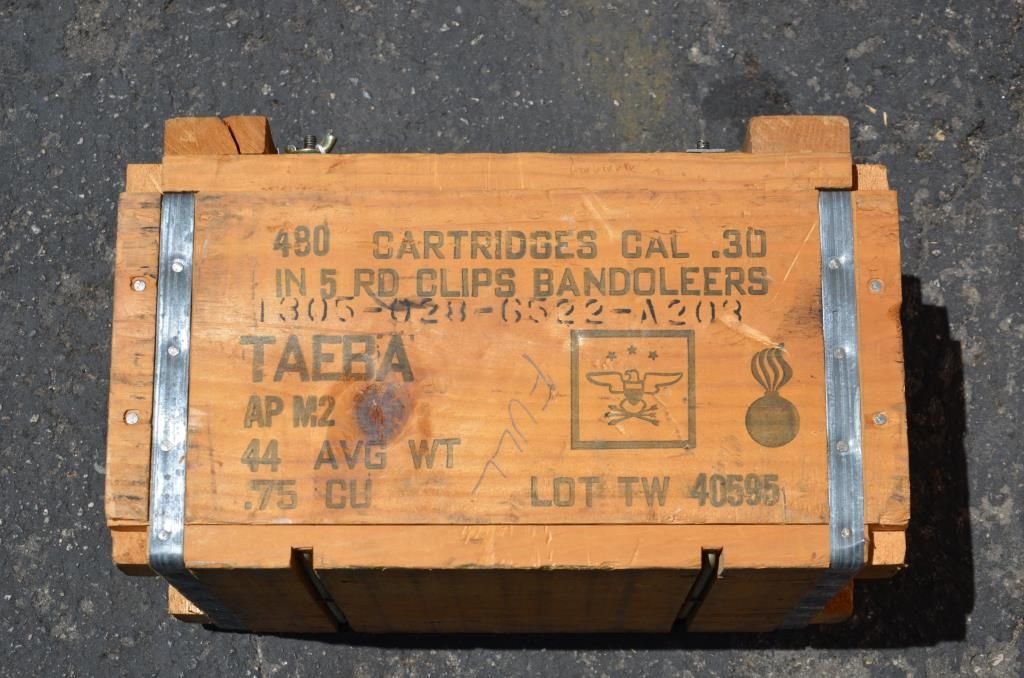 480 CARTRIDGES CAL .30
IN 5 RD CLIPS BANDOLEERS
1305-028-6522-A203
TAEBA
AP M2
44 AVG WT
.75 CU
FULL
LOT TW 40595